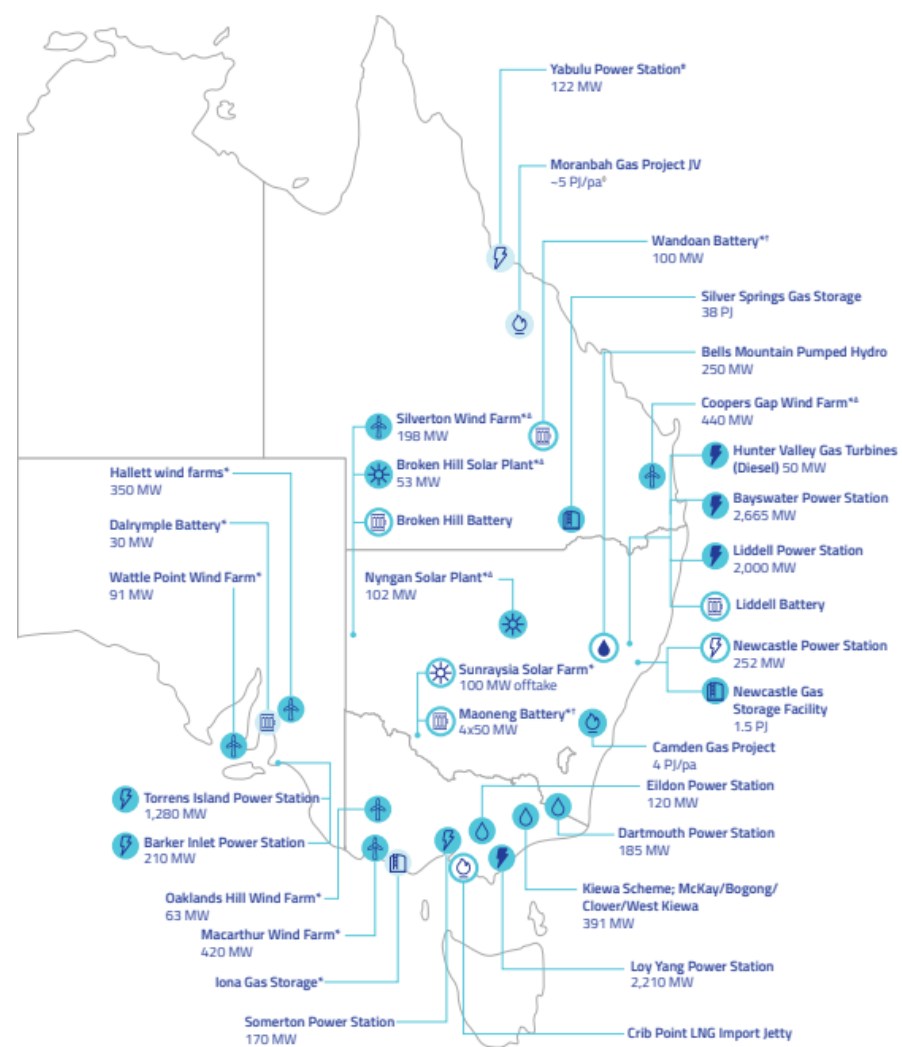 Yabulu Power Station*
122 MW
Moranbah Gas Project JV
~5 PJ/pa◊
Wandoan Battery*†
100 MW
Silver Springs Gas Storage
38 PJ
Bells Mountain Pumped Hydro
250 MW
Coopers Gap Wind Farm*∆
440 MW
Silverton Wind Farm*∆
198 MW
Broken Hill Solar Plant*∆
53 MW
Broken Hill Battery
Hunter Valley Gas Turbines
(Diesel) 50 MW
Bayswater Power Station
2,665 MW
Liddell Power Station
2,000 MW
Liddell Battery
Newcastle Power Station
252 MW
Newcastle Gas
Storage Facility
1.5 PJ
Hallett wind farms*
350 MW
Dalrymple Battery*
30 MW
Wattle Point Wind Farm*
91 MW
Nyngan Solar Plant*∆
102 MW
Sunraysia Solar Farm*
100 MW offtake
Maoneng Battery*†
4x50 MW
Camden Gas Project
4 PJ/pa
Eildon Power Station
120 MW
Dartmouth Power Station
185 MW
Torrens Island Power Station
1,280 MW
Barker Inlet Power Station
210 MW
Oaklands Hill Wind Farm*
63 MW
Macarthur Wind Farm*
420 MW
Iona Gas Storage*
Somerton Power Station
170 MW
Kiewa Scheme; McKay/Bogong/
Clover/West Kiewa
391 MW
Loy Yang Power Station
2,210 MW
Crib Point LNG Import Jetty